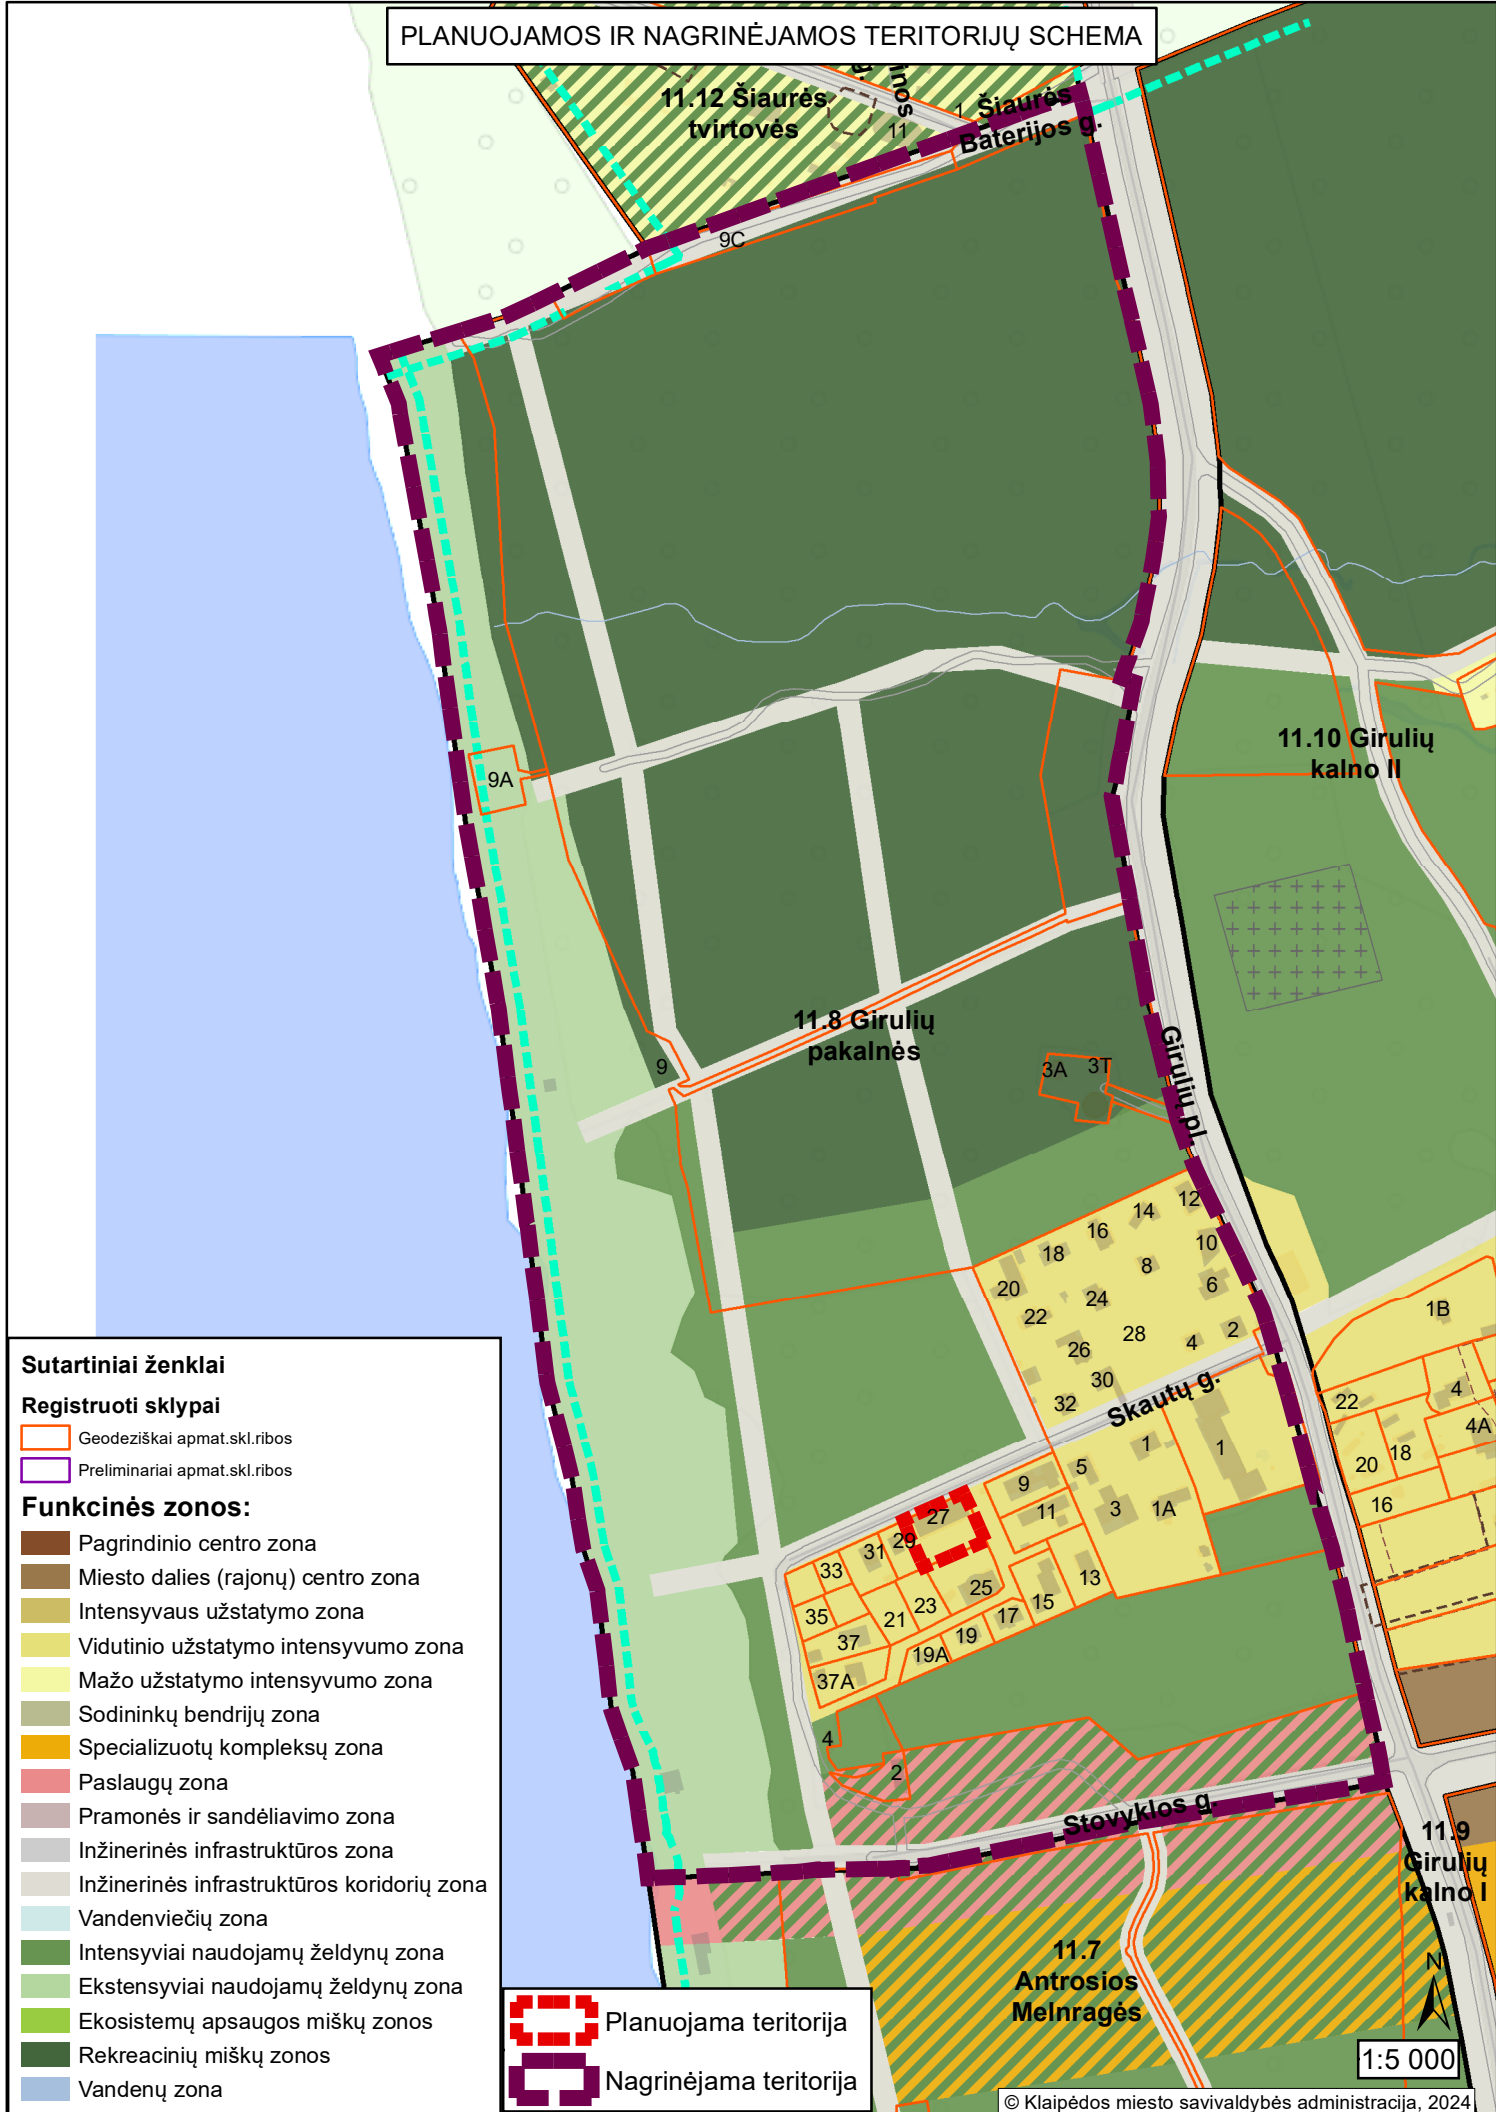 PLANUOJAMOS IR NAGRINĖJAMOS TERITORIJŲ SCHEMA
inos
g.
11.12 Šiaurės
tvirtovės
11
1
Šiaurės
Baterijos g.
9C
9A
11.10 Girulių
kalno II
11.8 Girulių
pakalnės
9
3A
3T
Girulių pl.
12
14
16
18
10
8
20
6
24
22
28
2
4
26
30
32
Skautų g.
1B
22
4
4A
18
20
16
1
1
5
9
3
1A
11
27
29
31
33
13
25
15
23
35
21
17
19
37
19A
37A
4
2
Stovyklos g.
11.9
Girulių
kalno I
11.7
Antrosios
Melnragės
N
1:5 000
Sutartiniai ženklai
Registruoti sklypai
Geodeziškai apmat.skl.ribos
Preliminariai apmat.skl.ribos
Funkcinės zonos:
Pagrindinio centro zona
Miesto dalies (rajonų) centro zona
Intensyvaus užstatymo zona
Vidutinio užstatymo intensyvumo zona
Mažo užstatymo intensyvumo zona
Sodininkų bendrijų zona
Specializuotų kompleksų zona
Paslaugų zona
Pramonės ir sandėliavimo zona
Inžinerinės infrastruktūros zona
Inžinerinės infrastruktūros koridorių zona
Vandenviečių zona
Intensyviai naudojamų želdynų zona
Ekstensyviai naudojamų želdynų zona
Ekosistemų apsaugos miškų zonos
Rekreacinių miškų zonos
Vandenų zona
Planuojama teritorija
Nagrinėjama teritorija
© Klaipėdos miesto savivaldybės administracija, 2024